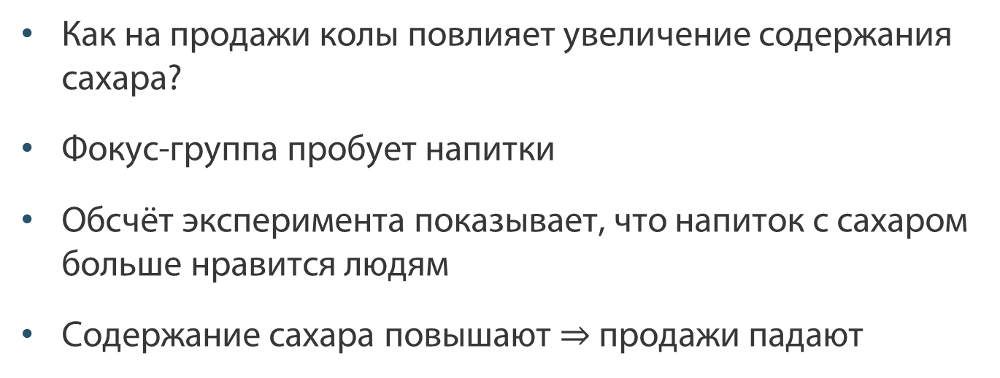 • Как на продажи колы повлияет увеличение содержания
сахара?
• Фокус-группа пробует напитки
• Обсчёт эксперимента показывает, что напиток с сахаром
больше нравится людям
• Содержание сахара повышают ⇒ продажи падают